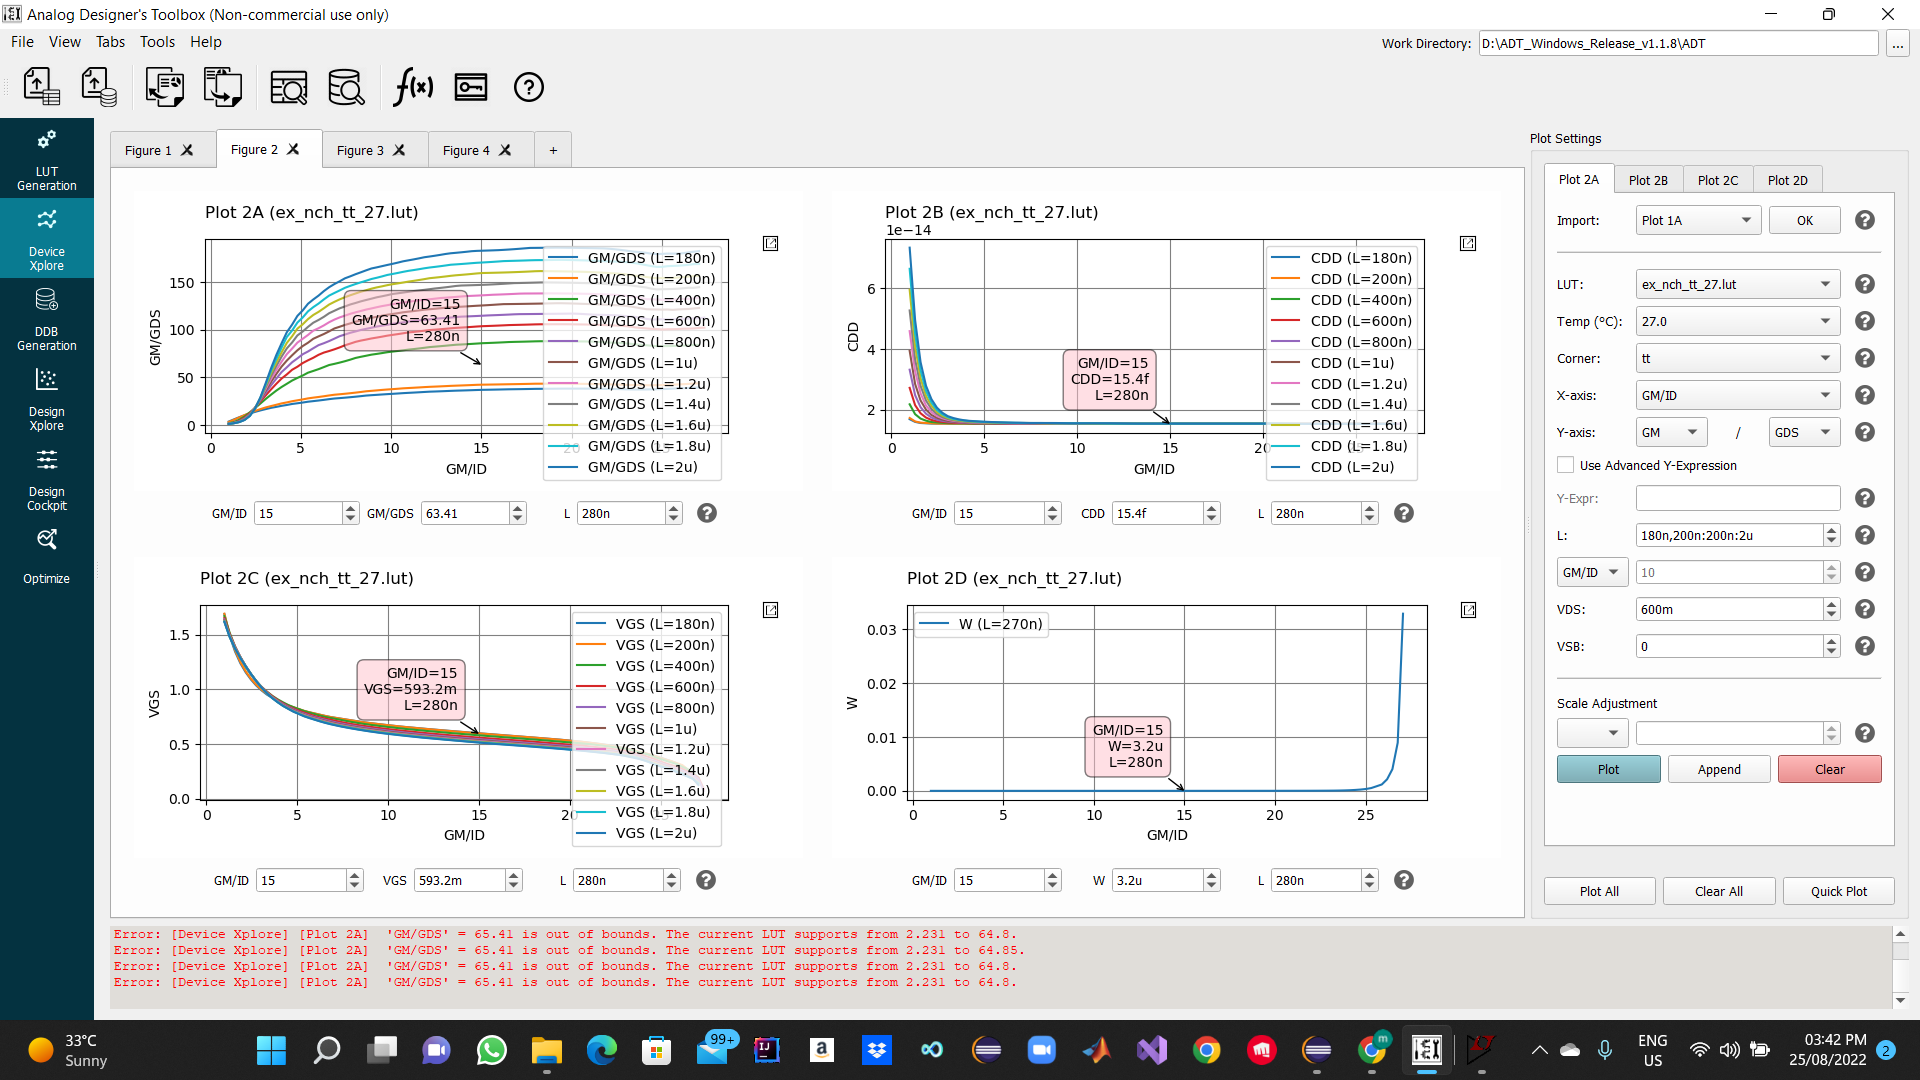 Analog Designer's Toolbox (Non-commercial use only)
File View Tabs Tools Help
Work Directory: D:\ADT_Windows_Release_v1.1.8\ADT ...
f(x)
LUT Generation
Device Xplore
DDB Generation
Design Xplore
Design Cockpit
Optimize
Figure 1 Figure 2 Figure 3 Figure 4 +
Plot 2A (ex_nch_tt_27.lut)
GM/GDS
150
100
50
0
0 5 10 15 20
GM/ID
GM/ID=15
GM/GDS=63.41
L=280n
GM/GDS (L=180n)
GM/GDS (L=200n)
GM/GDS (L=400n)
GM/GDS (L=600n)
GM/GDS (L=800n)
GM/GDS (L=1u)
GM/GDS (L=1.2u)
GM/GDS (L=1.4u)
GM/GDS (L=1.6u)
GM/GDS (L=1.8u)
GM/GDS (L=2u)
GM/ID 15 GM/GDS 63.41 L 280n
Plot 2B (ex_nch_tt_27.lut)
1e−14
CDD
6
4
2
0 5 10 15 20
GM/ID
GM/ID=15
CDD=15.4f
L=280n
CDD (L=180n)
CDD (L=200n)
CDD (L=400n)
CDD (L=600n)
CDD (L=800n)
CDD (L=1u)
CDD (L=1.2u)
CDD (L=1.4u)
CDD (L=1.6u)
CDD (L=1.8u)
CDD (L=2u)
GM/ID 15 CDD 15.4f L 280n
Plot 2C (ex_nch_tt_27.lut)
VGS
1.5
1.0
0.5
0.0
0 5 10 15 20
GM/ID
GM/ID=15
VGS=593.2m
L=280n
VGS (L=180n)
VGS (L=200n)
VGS (L=400n)
VGS (L=600n)
VGS (L=800n)
VGS (L=1u)
VGS (L=1.2u)
VGS (L=1.4u)
VGS (L=1.6u)
VGS (L=1.8u)
VGS (L=2u)
GM/ID 15 VGS 593.2m L 280n
Plot 2D (ex_nch_tt_27.lut)
W
0.03
0.02
0.01
0.00
0 5 10 15 20 25
GM/ID
W (L=270n)
GM/ID=15
W=3.2u
L=280n
GM/ID 15 W 3.2u L 280n
Plot Settings
Plot 2A Plot 2B Plot 2C Plot 2D
Import: Plot 1A OK
LUT: ex_nch_tt_27.lut
Temp (ºC): 27.0
Corner: tt
X-axis: GM/ID
Y-axis: GM / GDS
Use Advanced Y-Expression
Y-Expr:
L: 180n,200n:200n:2u
GM/ID 10
VDS: 600m
VSB: 0
Scale Adjustment
Plot Append Clear
Plot All Clear All Quick Plot
Error: [Device Xplore] [Plot 2A] 'GM/GDS' = 65.41 is out of bounds. The current LUT supports from 2.231 to 64.8.
Error: [Device Xplore] [Plot 2A] 'GM/GDS' = 65.41 is out of bounds. The current LUT supports from 2.231 to 64.85.
Error: [Device Xplore] [Plot 2A] 'GM/GDS' = 65.41 is out of bounds. The current LUT supports from 2.231 to 64.8.
Error: [Device Xplore] [Plot 2A] 'GM/GDS' = 65.41 is out of bounds. The current LUT supports from 2.231 to 64.8.
33°C
Sunny
99+
IJ
a
m
ENG
US
03:42 PM
25/08/2022
2